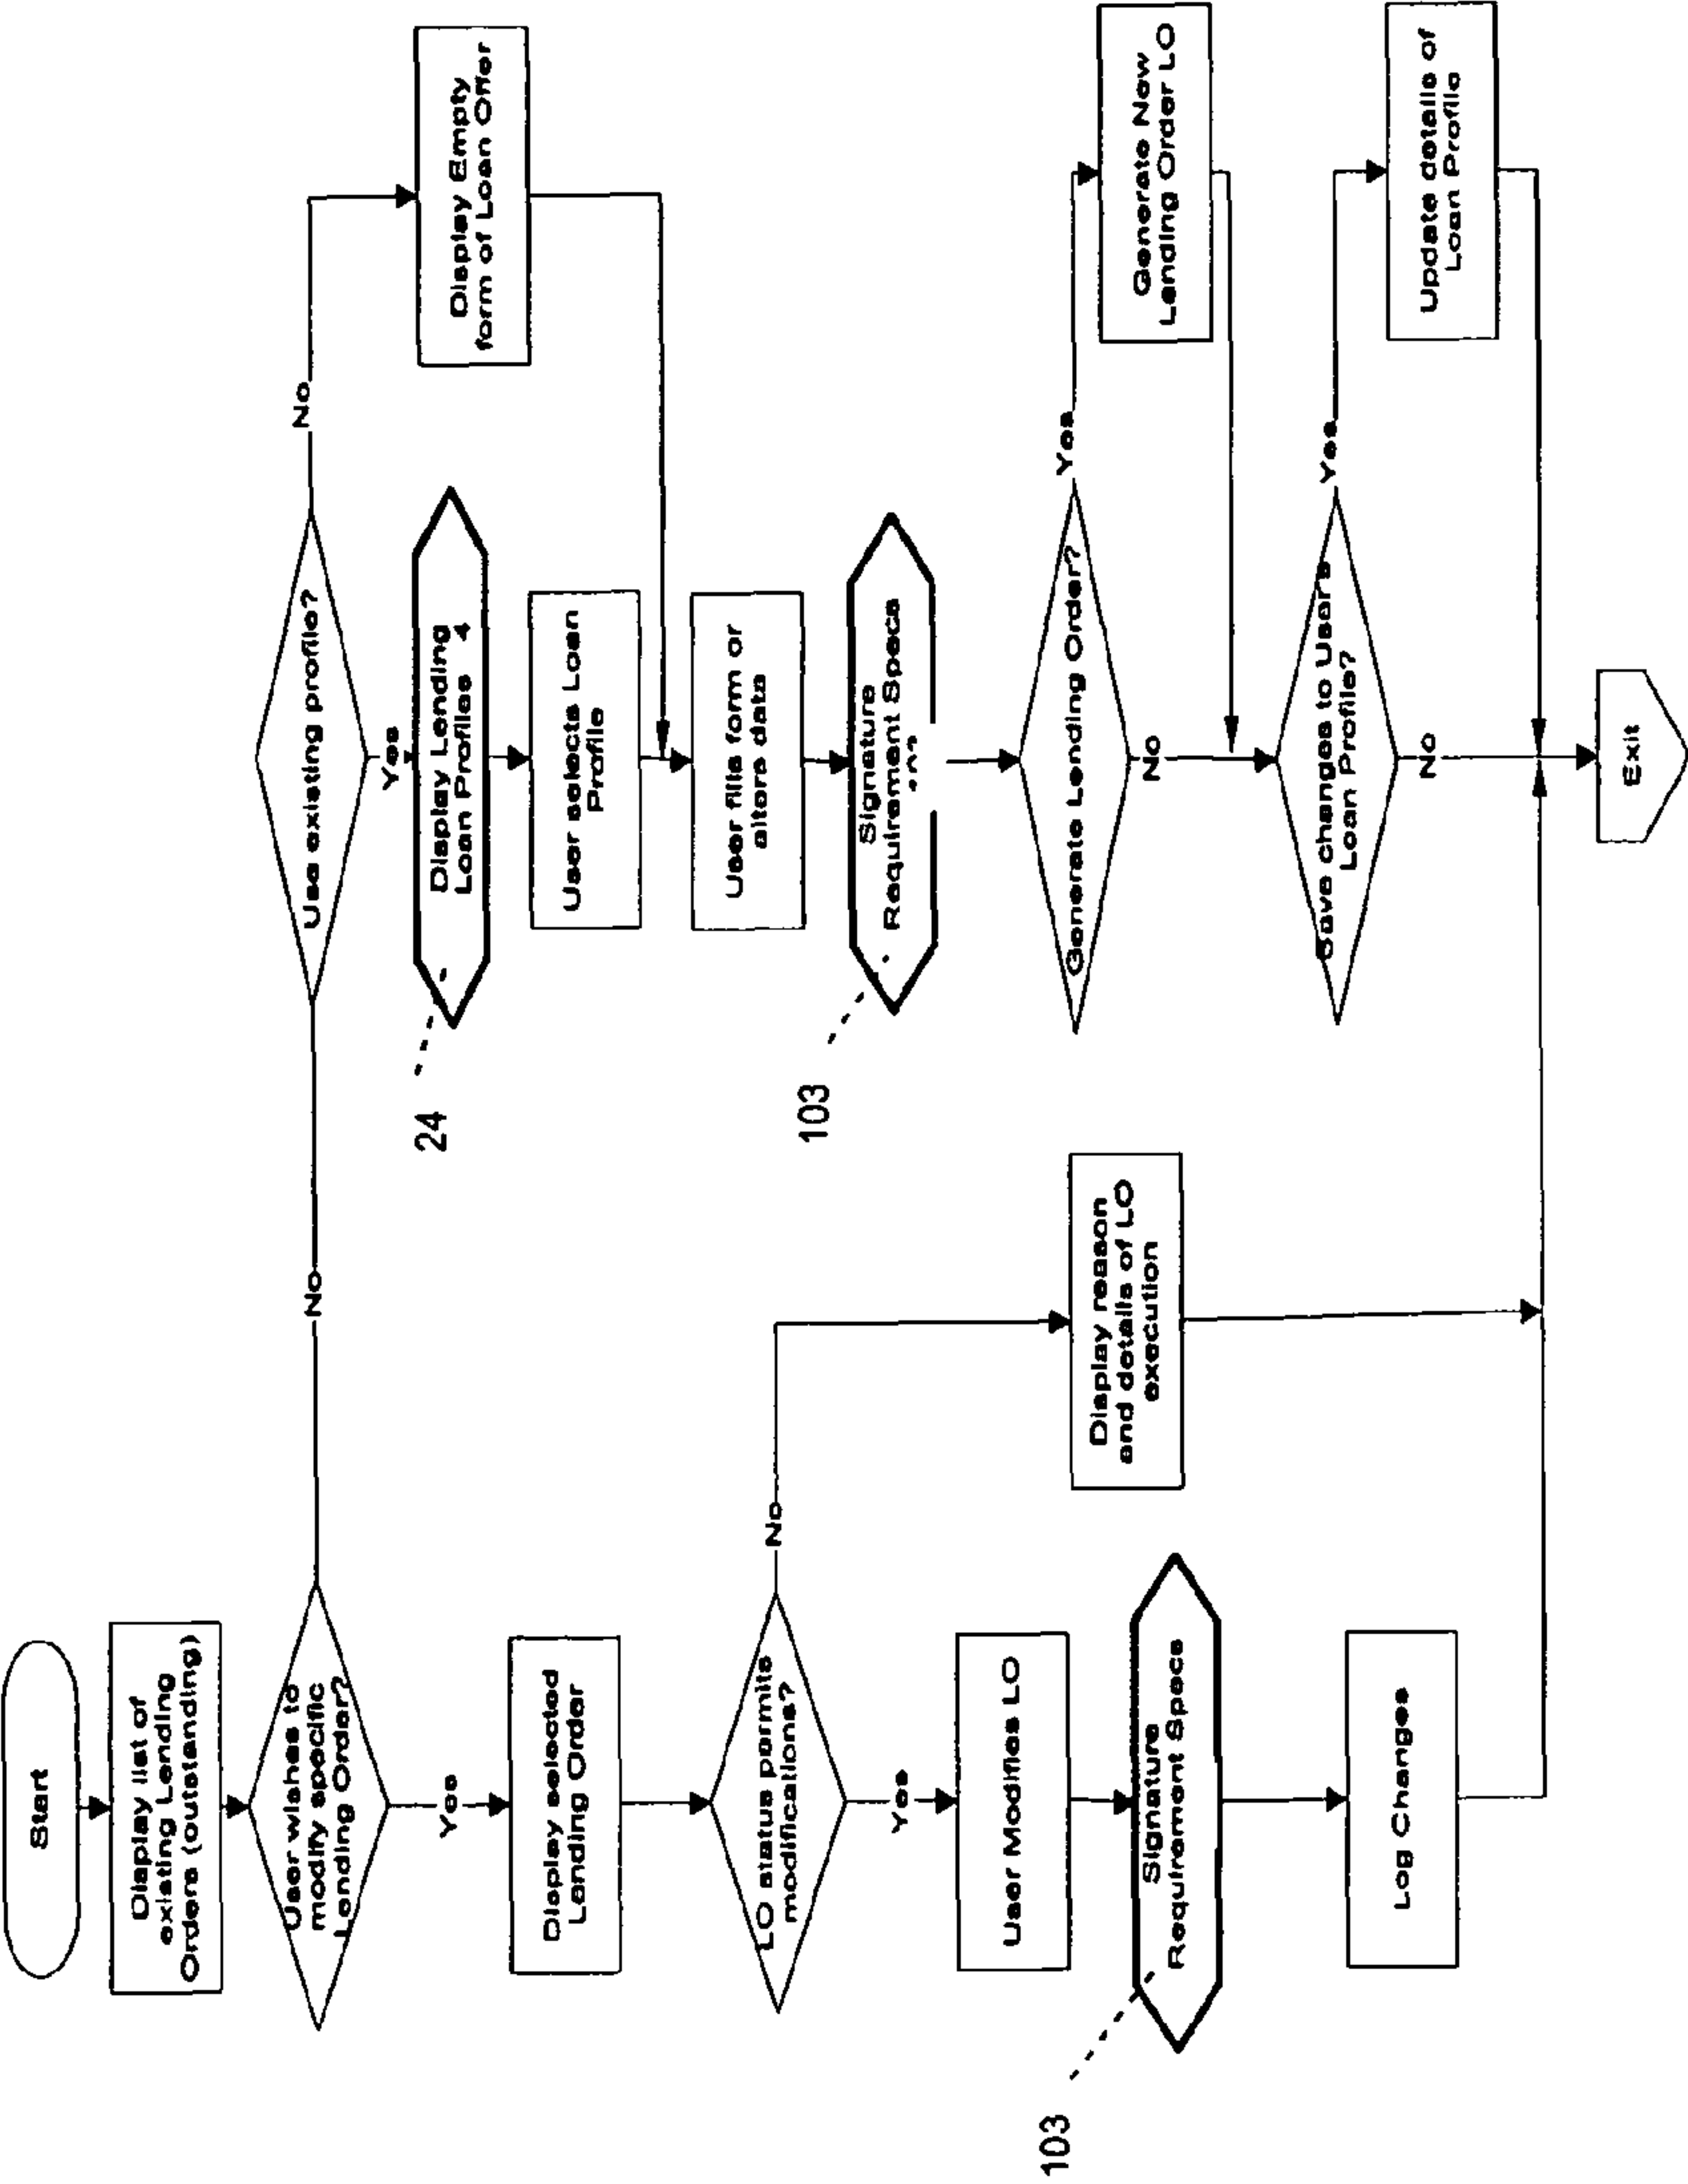 Start
Display list of
existing Lending
Orders (outstanding)
User wishes to
modify specific
Lending Order?
No
Yes
Display selected
Lending Order
LO status permits
modifications?
No
Yes
User Modifies LO
Display reason
and details of LO
execution
103
Signature
Requirement Specs
Log Changes
Use existing profile?
No
Yes
Display Empty
form of Loan Offer
24
Display Lending
Loan Profiles 4
User selects Loan
Profile
User fills form or
alters data
103
Signature
Requirement Specs
Generate Lending Order?
Yes
Generate New
Lending Order LO
No
Save changes to User's
Loan Profile?
Yes
Update details of
Loan Profile
No
Exit